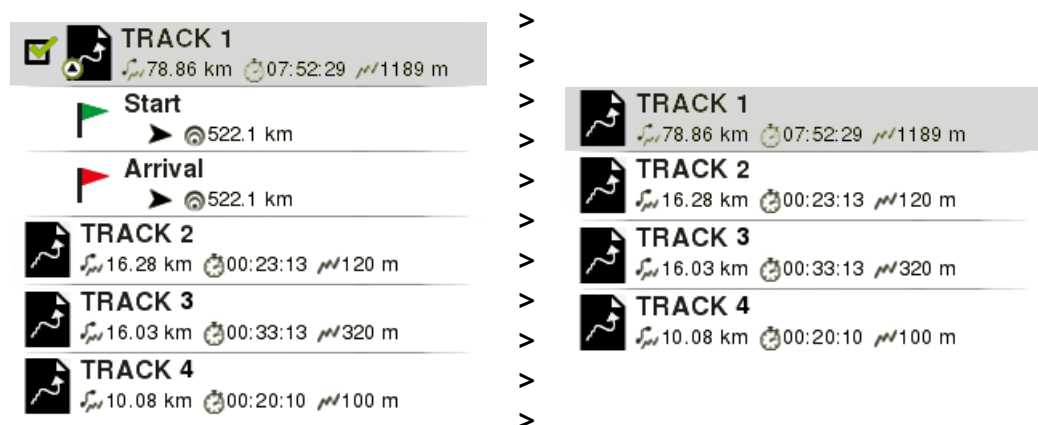 TRACK 1
78.86 km 07:52:29 1189 m
Start
522.1 km
Arrival
522.1 km
TRACK 2
16.28 km 00:23:13 120 m
TRACK 3
16.03 km 00:33:13 320 m
TRACK 4
10.08 km 00:20:10 100 m
>
>
>
>
>
>
>
>
>
>
>
TRACK 1
78.86 km 07:52:29 1189 m
TRACK 2
16.28 km 00:23:13 120 m
TRACK 3
16.03 km 00:33:13 320 m
TRACK 4
10.08 km 00:20:10 100 m